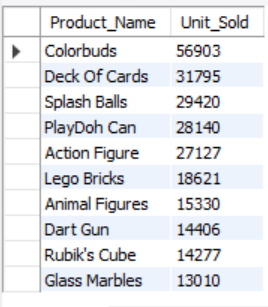 Product_Name Unit_Sold
Colorbuds 56903
Deck Of Cards 31795
Splash Balls 29420
PlayDoh Can 28140
Action Figure 27127
Lego Bricks 18621
Animal Figures 15330
Dart Gun 14406
Rubik's Cube 14277
Glass Marbles 13010